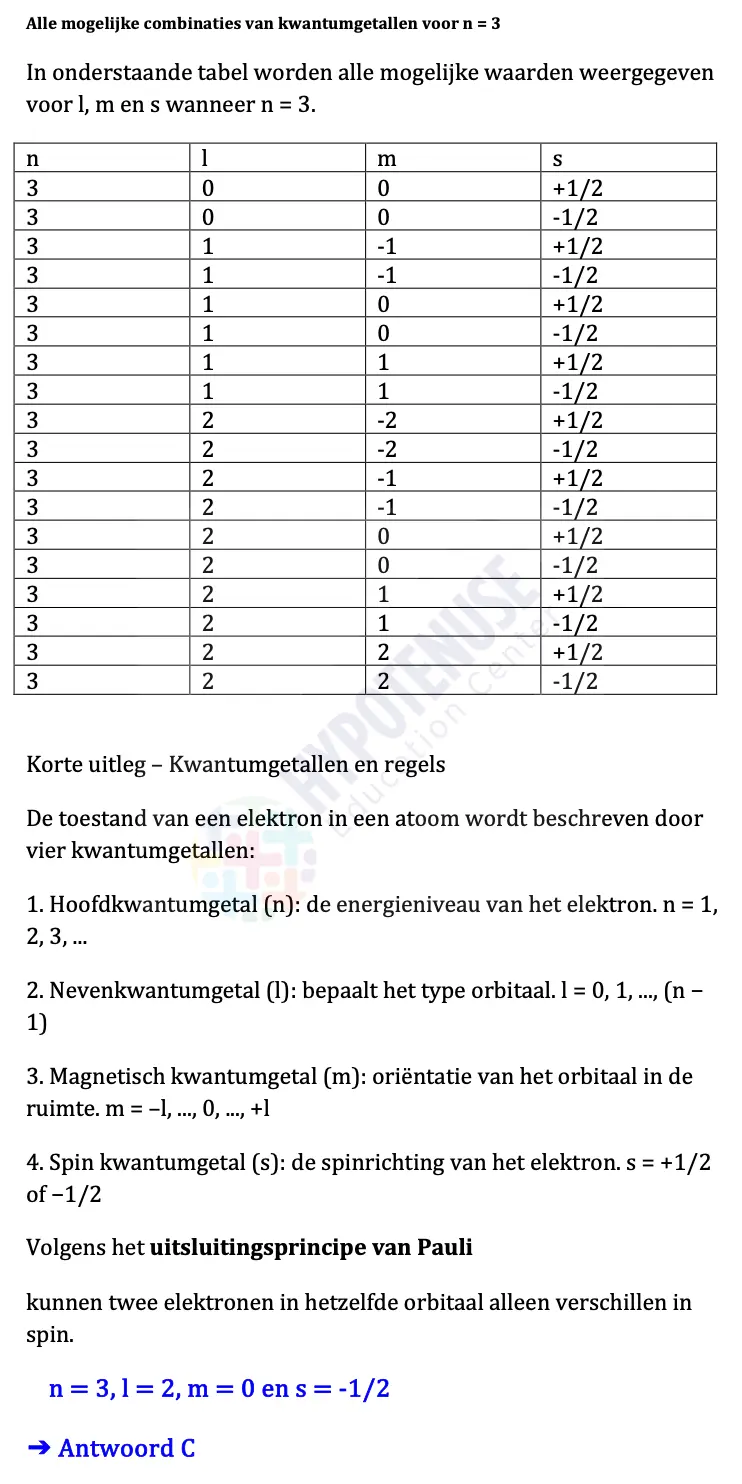 Alle mogelijke combinaties van kwantumgetallen voor n = 3
In onderstaande tabel worden alle mogelijke waarden weergegeven
voor l, m en s wanneer n = 3.
n l m s
3 0 0 +1/2
3 0 0 -1/2
3 1 -1 +1/2
3 1 -1 -1/2
3 1 0 +1/2
3 1 0 -1/2
3 1 1 +1/2
3 1 1 -1/2
3 2 -2 +1/2
3 2 -2 -1/2
3 2 -1 +1/2
3 2 -1 -1/2
3 2 0 +1/2
3 2 0 -1/2
3 2 1 +1/2
3 2 1 -1/2
3 2 2 +1/2
3 2 2 -1/2
HYPOTENUSE
Education Center
Korte uitleg – Kwantumgetallen en regels
De toestand van een elektron in een atoom wordt beschreven door
vier kwantumgetallen:
1. Hoofdkwantumgetal (n): de energieniveau van het elektron. n = 1,
2, 3, ...
2. Nevenkwantumgetal (l): bepaalt het type orbitaal. l = 0, 1, ..., (n −
1)
3. Magnetisch kwantumgetal (m): oriëntatie van het orbitaal in de
ruimte. m = –l, ..., 0, ..., +l
4. Spin kwantumgetal (s): de spinrichting van het elektron. s = +1/2
of −1/2
Volgens het uitsluitingsprincipe van Pauli
kunnen twee elektronen in hetzelfde orbitaal alleen verschillen in
spin.
n = 3, l = 2, m = 0 en s = -1/2
➔ Antwoord C